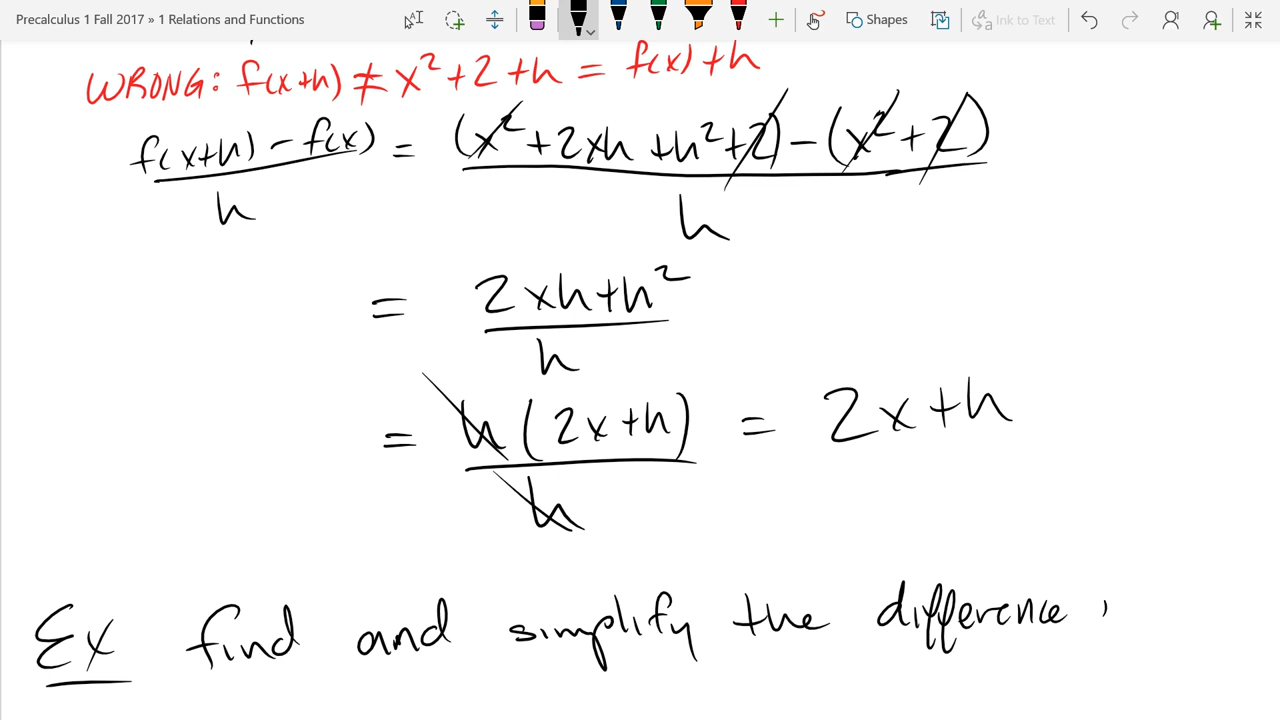 Precalculus 1 Fall 2017 » 1 Relations and Functions Shapes Ink to Text
WRONG: f(x+h) ≠ x²+2+h = f(x)+h
f(x+h) - f(x) / h = (x²+2xh+h²+2) - (x²+2) / h
= 2xh+h² / h
= h(2x+h) / h = 2x+h
Ex find and simplify the difference